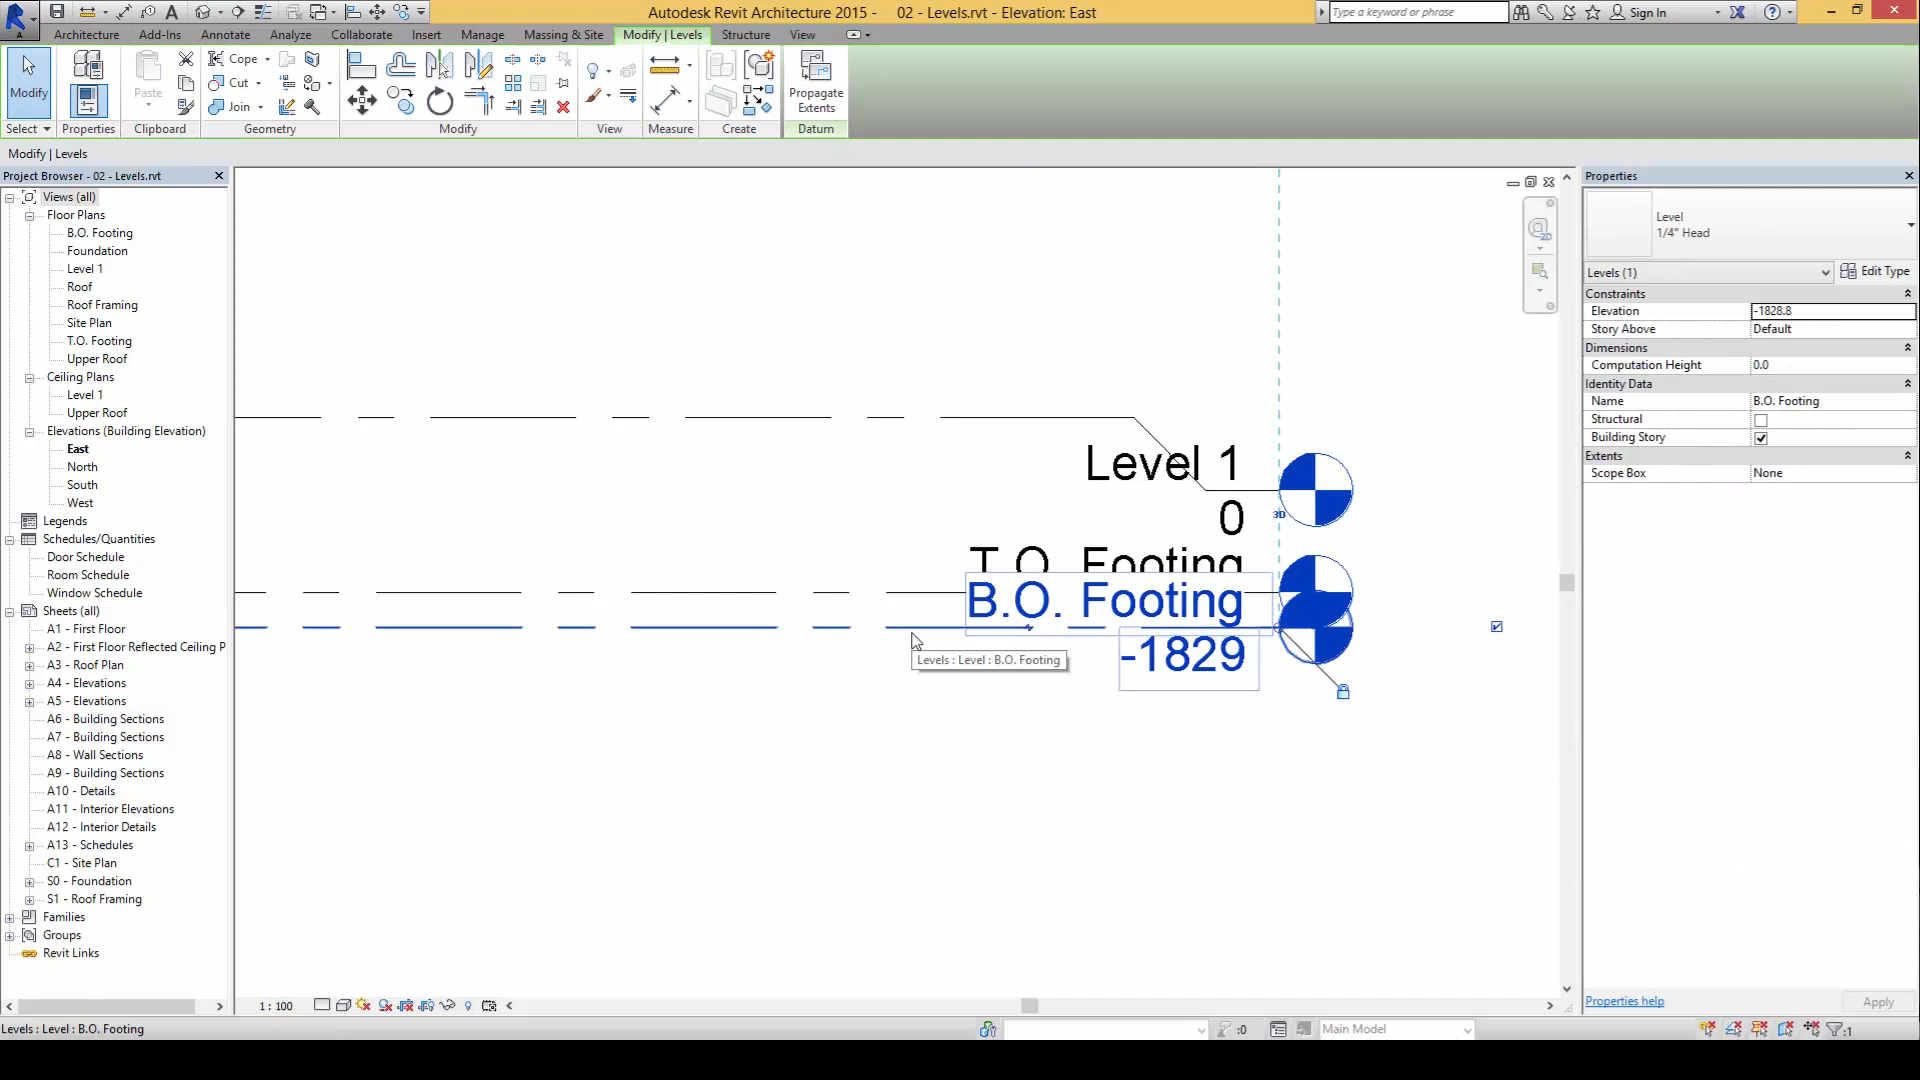 Autodesk Revit Architecture 2015 - 02 - Levels.rvt - Elevation: East
Type a keyword or phrase
Sign In
Architecture Add-Ins Annotate Analyze Collaborate Insert Manage Massing & Site Modify | Levels Structure View
Modify
Paste
Cope
Cut
Join
Propagate
Extents
Select Properties Clipboard Geometry Modify View Measure Create Datum
Modify | Levels
Project Browser - 02 - Levels.rvt
Views (all)
Floor Plans
B.O. Footing
Foundation
Level 1
Roof
Roof Framing
Site Plan
T.O. Footing
Upper Roof
Ceiling Plans
Level 1
Upper Roof
Elevations (Building Elevation)
East
North
South
West
Legends
Schedules/Quantities
Door Schedule
Room Schedule
Window Schedule
Sheets (all)
A1 - First Floor
A2 - First Floor Reflected Ceiling P
A3 - Roof Plan
A4 - Elevations
A5 - Elevations
A6 - Building Sections
A7 - Building Sections
A8 - Wall Sections
A9 - Building Sections
A10 - Details
A11 - Interior Elevations
A12 - Interior Details
A13 - Schedules
C1 - Site Plan
S0 - Foundation
S1 - Roof Framing
Families
Groups
Revit Links
2D
Level 1
0
3D
T.O. Footing
B.O. Footing
-1829
Levels : Level : B.O. Footing
Properties
Level
1/4" Head
Levels (1)
Edit Type
Constraints
Elevation -1828.8
Story Above Default
Dimensions
Computation Height 0.0
Identity Data
Name B.O. Footing
Structural
Building Story
Extents
Scope Box None
Properties help
Apply
1 : 100
Levels : Level : B.O. Footing
:0
Main Model
:1